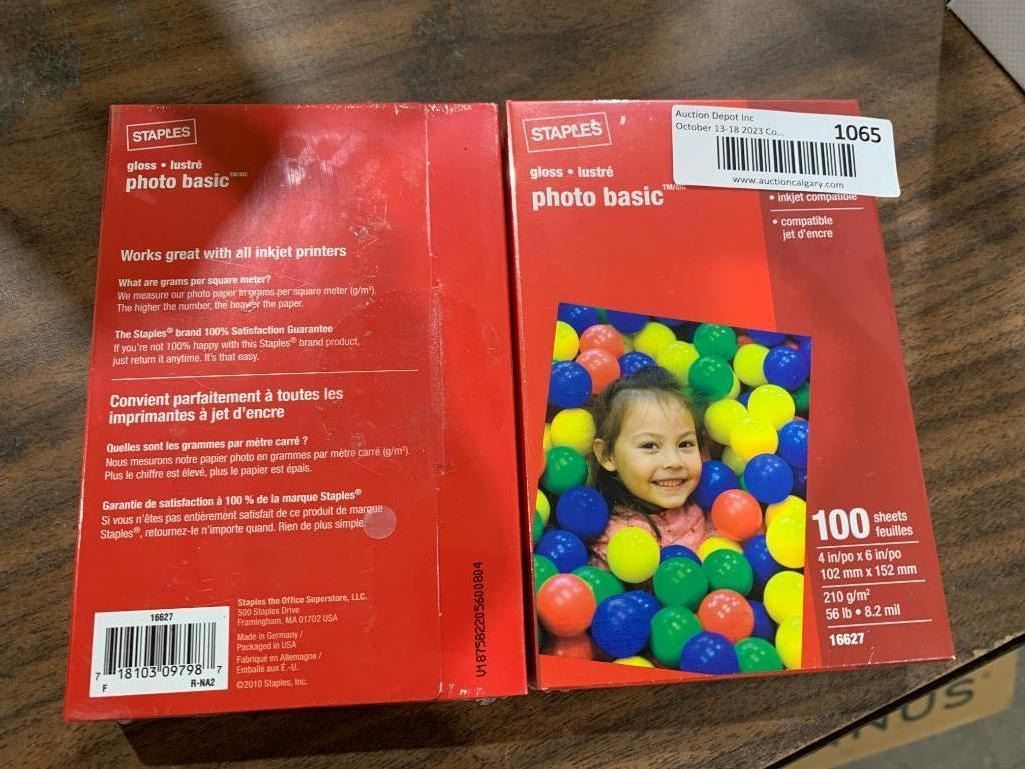 STAPLES
gloss • lustré
photo basic™/MC
Works great with all inkjet printers
What are grams per square meter?
We measure our photo paper in grams per square meter (g/m²).
The higher the number, the heavier the paper.
The Staples® brand 100% Satisfaction Guarantee
If you're not 100% happy with this Staples® brand product,
just return it anytime. It's that easy.
Convient parfaitement à toutes les
imprimantes à jet d'encre
Quelles sont les grammes par mètre carré ?
Nous mesurons notre papier photo en grammes par mètre carré (g/m²).
Plus le chiffre est élevé, plus le papier est épais.
Garantie de satisfaction à 100 % de la marque Staples®
Si vous n'êtes pas entièrement satisfait de ce produit de marque
Staples®, retournez-le n'importe quand. Rien de plus simple.
16627
7 18103 09798 7
F R-NA2
Staples the Office Superstore, LLC.
500 Staples Drive
Framingham, MA 01702 USA
Made in Germany /
Packaged in USA
Fabriqué en Allemagne /
Emballé aux É.-U.
©2010 Staples, Inc.
U187582205600804
STAPLES
gloss • lustré
photo basic™/MC
Auction Depot Inc
October 13-18 2023 Co...
1065
www.auctioncalgary.com
• inkjet compatible
• compatible
jet d'encre
100 sheets
feuilles
4 in/po x 6 in/po
102 mm x 152 mm
210 g/m²
56 lb • 8.2 mil
16627
NUS